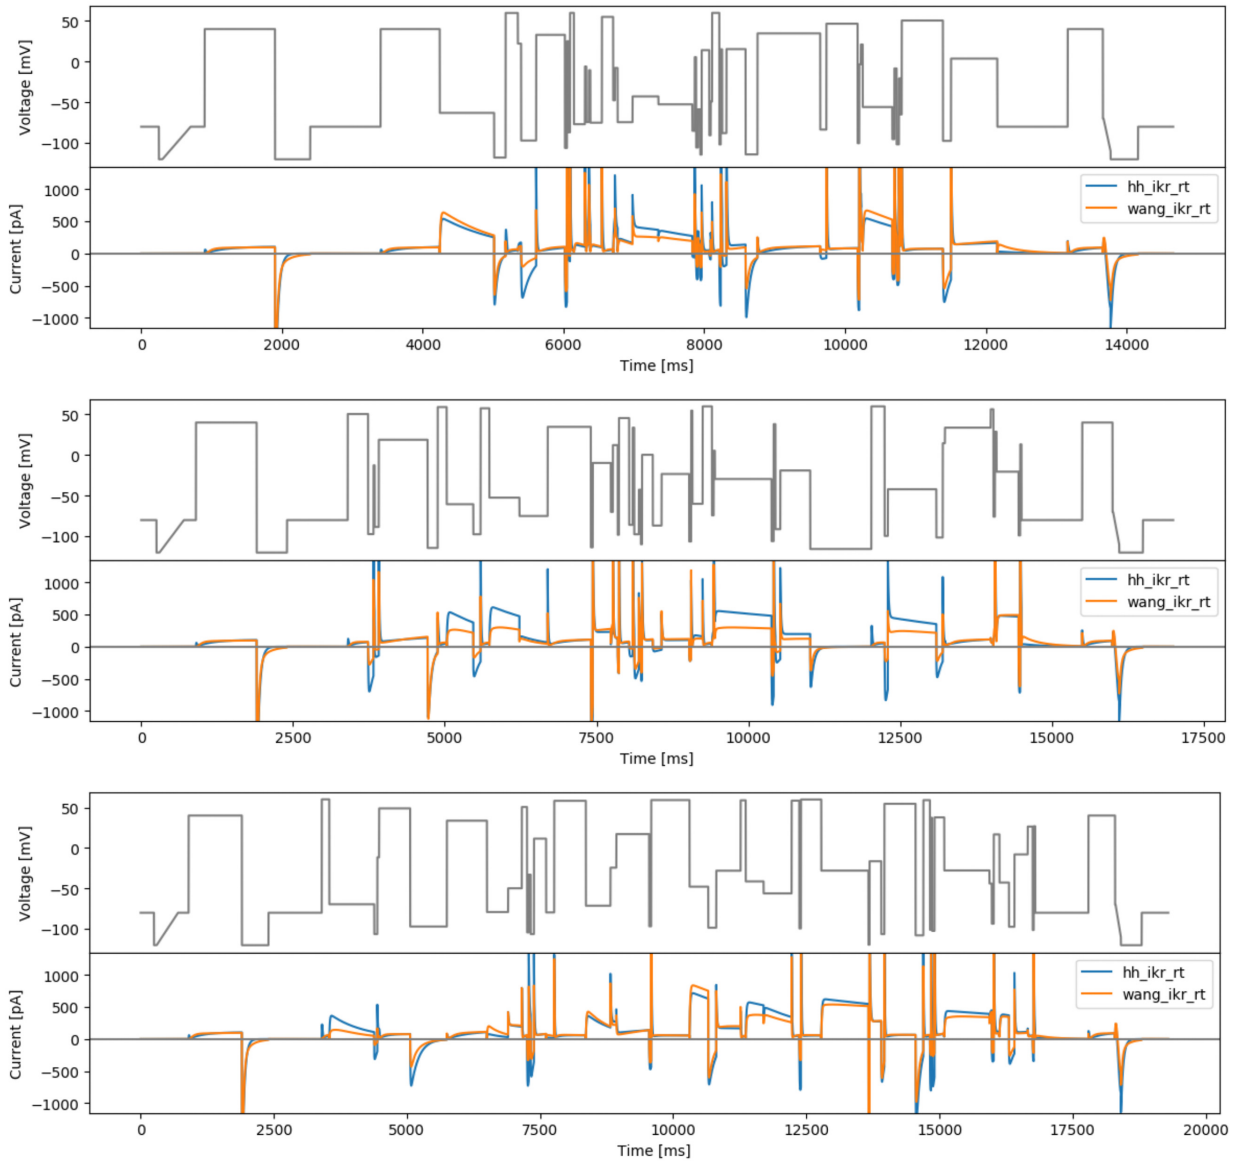 50
0
−50
−100
Voltage [mV]
1000
500
0
−500
−1000
Current [pA]
hh_ikr_rt
wang_ikr_rt
0 2000 4000 6000 8000 10000 12000 14000
Time [ms]
50
0
−50
−100
Voltage [mV]
1000
500
0
−500
−1000
Current [pA]
hh_ikr_rt
wang_ikr_rt
0 2500 5000 7500 10000 12500 15000 17500
Time [ms]
50
0
−50
−100
Voltage [mV]
1000
500
0
−500
−1000
Current [pA]
hh_ikr_rt
wang_ikr_rt
0 2500 5000 7500 10000 12500 15000 17500 20000
Time [ms]